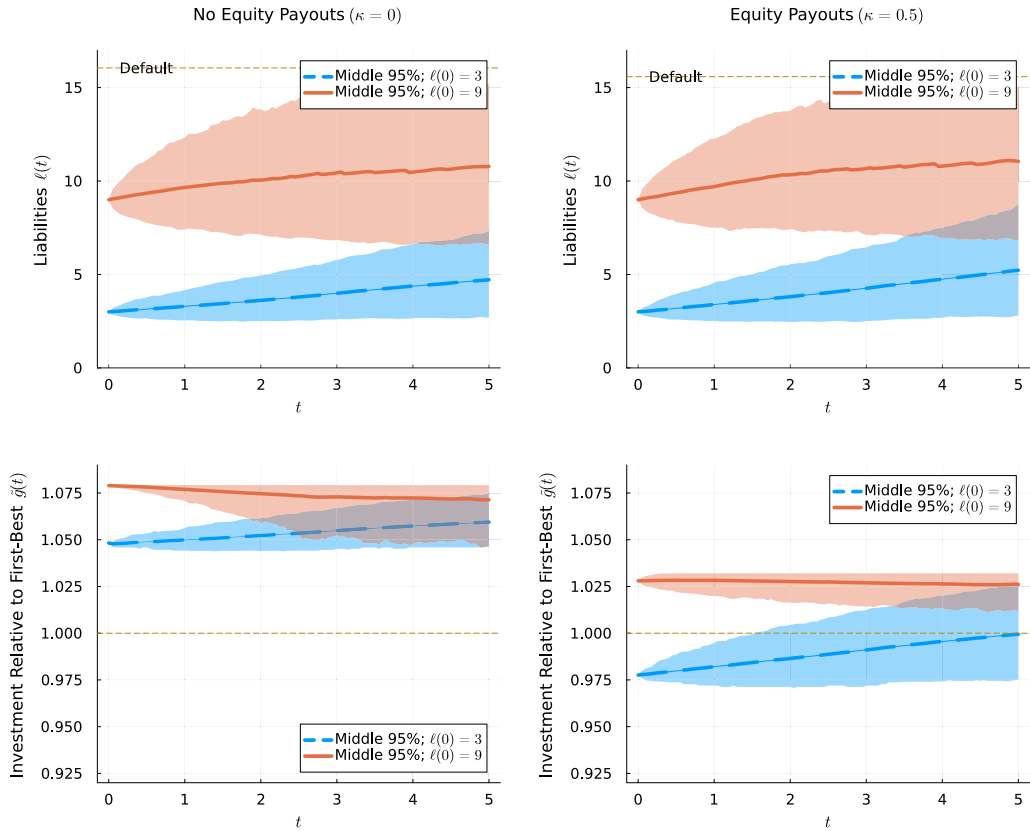 No Equity Payouts (κ = 0)
Equity Payouts (κ = 0.5)
Liabilities ℓ(t)
15
10
5
0
Default
Middle 95%; ℓ(0) = 3
Middle 95%; ℓ(0) = 9
0 1 2 3 4 5
t
Liabilities ℓ(t)
15
10
5
0
Default
Middle 95%; ℓ(0) = 3
Middle 95%; ℓ(0) = 9
0 1 2 3 4 5
t
Investment Relative to First-Best g̃(t)
1.075
1.050
1.025
1.000
0.975
0.950
0.925
Middle 95%; ℓ(0) = 3
Middle 95%; ℓ(0) = 9
0 1 2 3 4 5
t
Investment Relative to First-Best g̃(t)
1.075
1.050
1.025
1.000
0.975
0.950
0.925
Middle 95%; ℓ(0) = 3
Middle 95%; ℓ(0) = 9
0 1 2 3 4 5
t